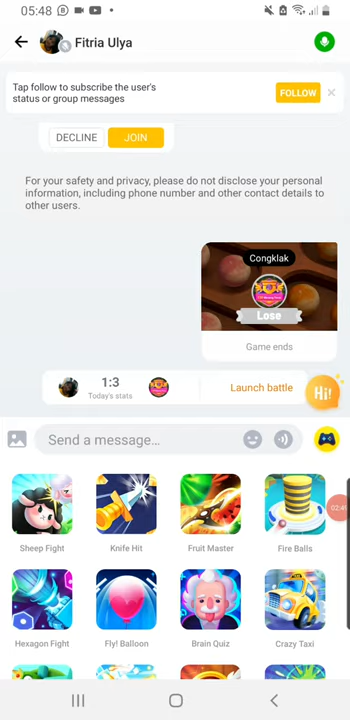 05:48
Fitria Ulya
Tap follow to subscribe the user's
status or group messages
FOLLOW
DECLINE
JOIN
For your safety and privacy, please do not disclose your personal
information, including phone number and other contact details to
other users.
Congklak
Lose
Game ends
1:3
Today's stats
Launch battle
Hi!
Send a message...
Sheep Fight
Knife Hit
Fruit Master
Fire Balls
02:49
Hexagon Fight
Fly! Balloon
Brain Quiz
Crazy Taxi